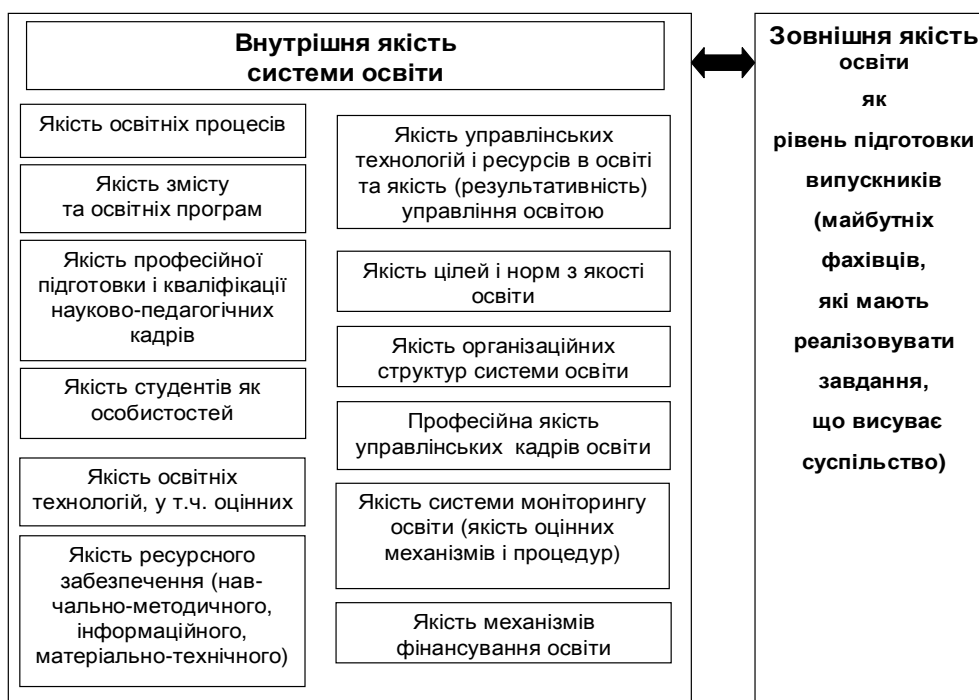 Внутрішня якість
системи освіти
Якість освітніх процесів
Якість змісту
та освітніх програм
Якість професійної
підготовки і кваліфікації
науково-педагогічних
кадрів
Якість студентів як
особистостей
Якість освітніх
технологій, у т.ч. оцінних
Якість ресурсного
забезпечення (нав-
чально-методичного,
інформаційного,
матеріально-технічного)
Якість управлінських
технологій і ресурсів в освіті
та якість (результативність)
управління освітою
Якість цілей і норм з якості
освіти
Якість організаційних
структур системи освіти
Професійна якість
управлінських кадрів освіти
Якість системи моніторингу
освіти (якість оцінних
механізмів і процедур)
Якість механізмів
фінансування освіти
Зовнішня якість
освіти
як
рівень підготовки
випускників
(майбутніх
фахівців,
які мають
реалізовувати
завдання,
що висуває
суспільство)